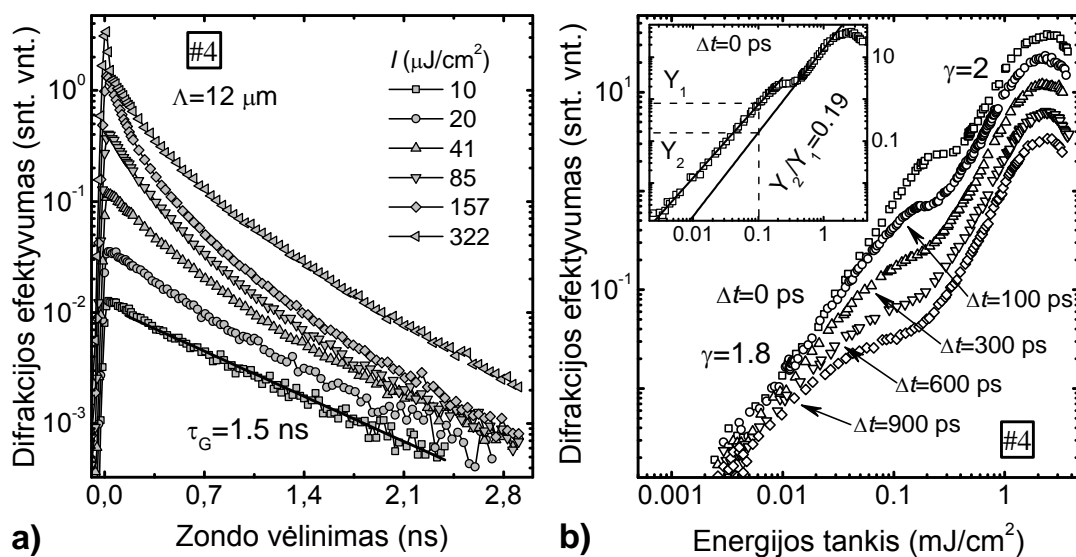 Difrakcijos efektyvumas (snt. vnt.)
10⁰
10⁻¹
10⁻²
10⁻³
#4
Λ=12 μm
I (μJ/cm²)
10
20
41
85
157
322
τG=1.5 ns
0,0 0,7 1,4 2,1 2,8
Zondo vėlinimas (ns)
a)
Difrakcijos efektyvumas (snt. vnt.)
10¹
10⁰
10⁻¹
Δt=0 ps
Y₁
Y₂
Y₂/Y₁=0.19
10
1
0.1
0.01 0.1 1
γ=2
Δt=0 ps
γ=1.8
Δt=100 ps
Δt=300 ps
Δt=600 ps
Δt=900 ps
#4
0.001 0.01 0.1 1
Energijos tankis (mJ/cm²)
b)